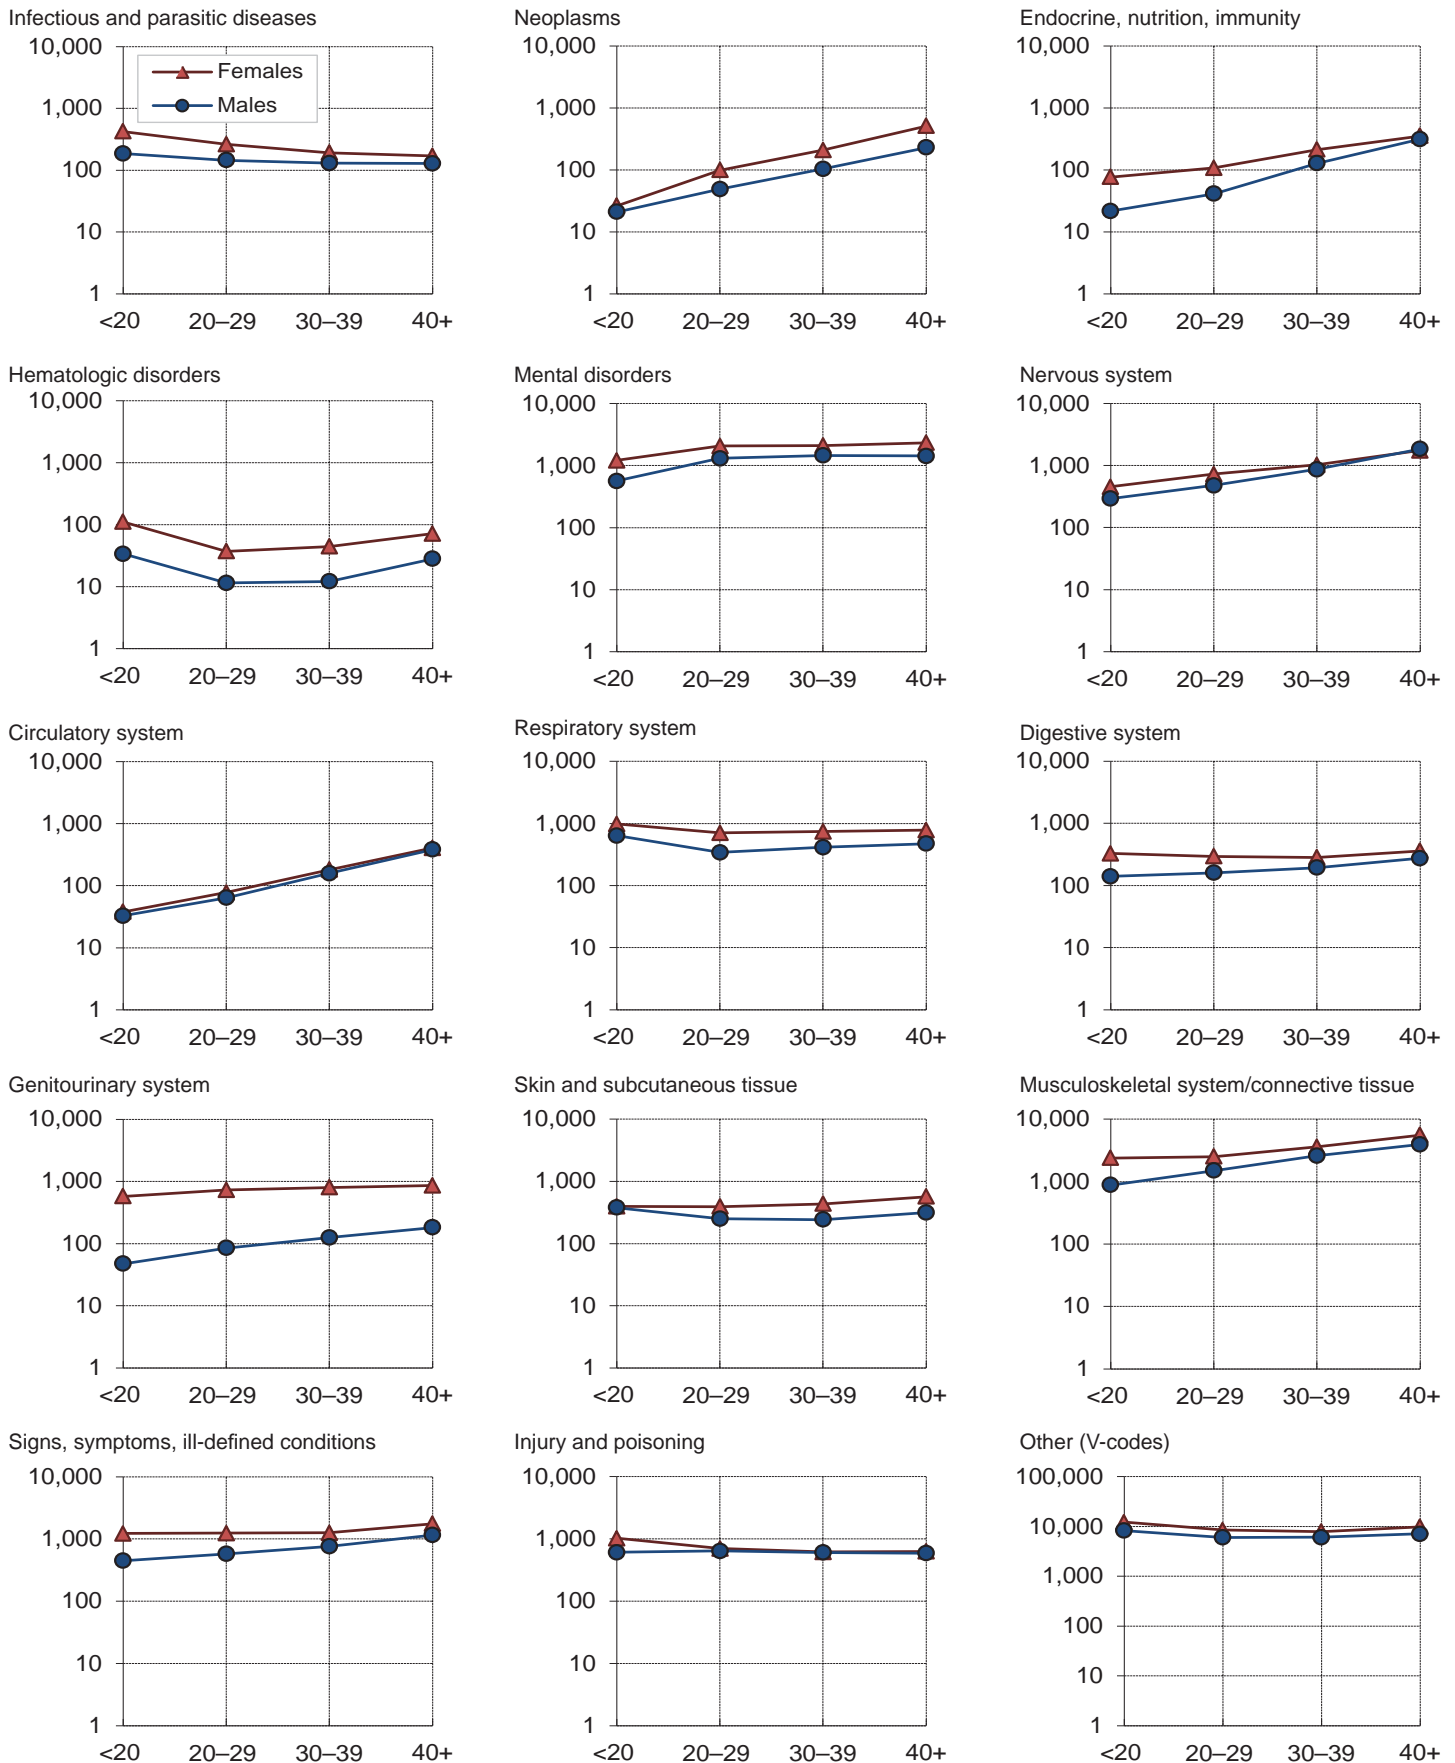 Infectious and parasitic diseases
10,000
1,000
100
10
1
<20 20–29 30–39 40+
Females
Males
Neoplasms
10,000
1,000
100
10
1
<20 20–29 30–39 40+
Endocrine, nutrition, immunity
10,000
1,000
100
10
1
<20 20–29 30–39 40+
Hematologic disorders
10,000
1,000
100
10
1
<20 20–29 30–39 40+
Mental disorders
10,000
1,000
100
10
1
<20 20–29 30–39 40+
Nervous system
10,000
1,000
100
10
1
<20 20–29 30–39 40+
Circulatory system
10,000
1,000
100
10
1
<20 20–29 30–39 40+
Respiratory system
10,000
1,000
100
10
1
<20 20–29 30–39 40+
Digestive system
10,000
1,000
100
10
1
<20 20–29 30–39 40+
Genitourinary system
10,000
1,000
100
10
1
<20 20–29 30–39 40+
Skin and subcutaneous tissue
10,000
1,000
100
10
1
<20 20–29 30–39 40+
Musculoskeletal system/connective tissue
10,000
1,000
100
10
1
<20 20–29 30–39 40+
Signs, symptoms, ill-defined conditions
10,000
1,000
100
10
1
<20 20–29 30–39 40+
Injury and poisoning
10,000
1,000
100
10
1
<20 20–29 30–39 40+
Other (V-codes)
100,000
10,000
1,000
100
10
1
<20 20–29 30–39 40+